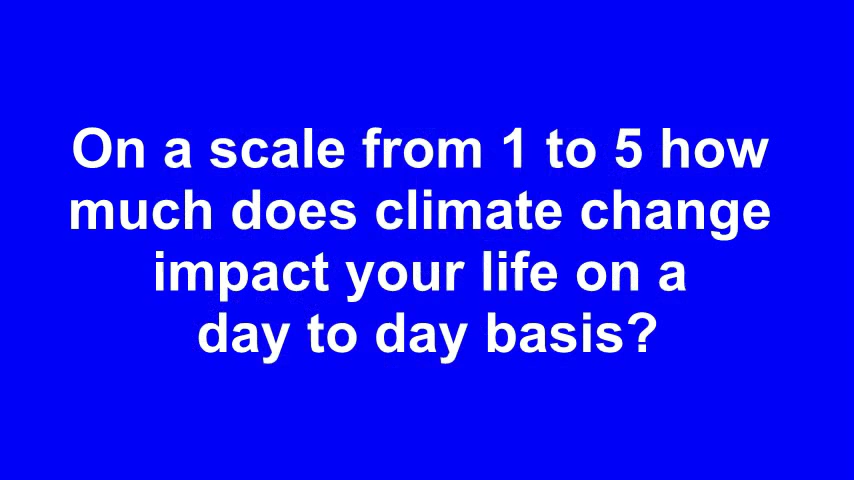 On a scale from 1 to 5 how
much does climate change
impact your life on a
day to day basis?